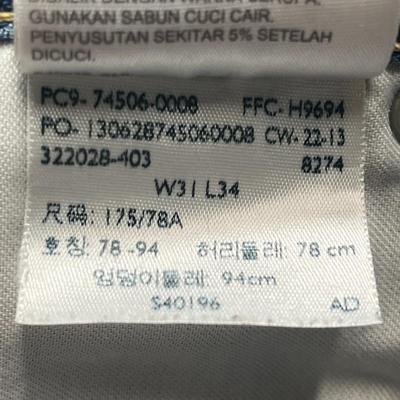 GUNAKAN SABUN CUCI CAIR.
PENYUSUTAN SEKITAR 5% SETELAH
DICUCI.
PC9- 74506-0008 FFC- H9694
PO- 130628745060008 CW- 22-13
322028-403 8274
W31 L34
尺码: 175/78A
호칭: 78 -94 허리둘레: 78 cm
엉덩이둘레: 94cm
S40196 AD